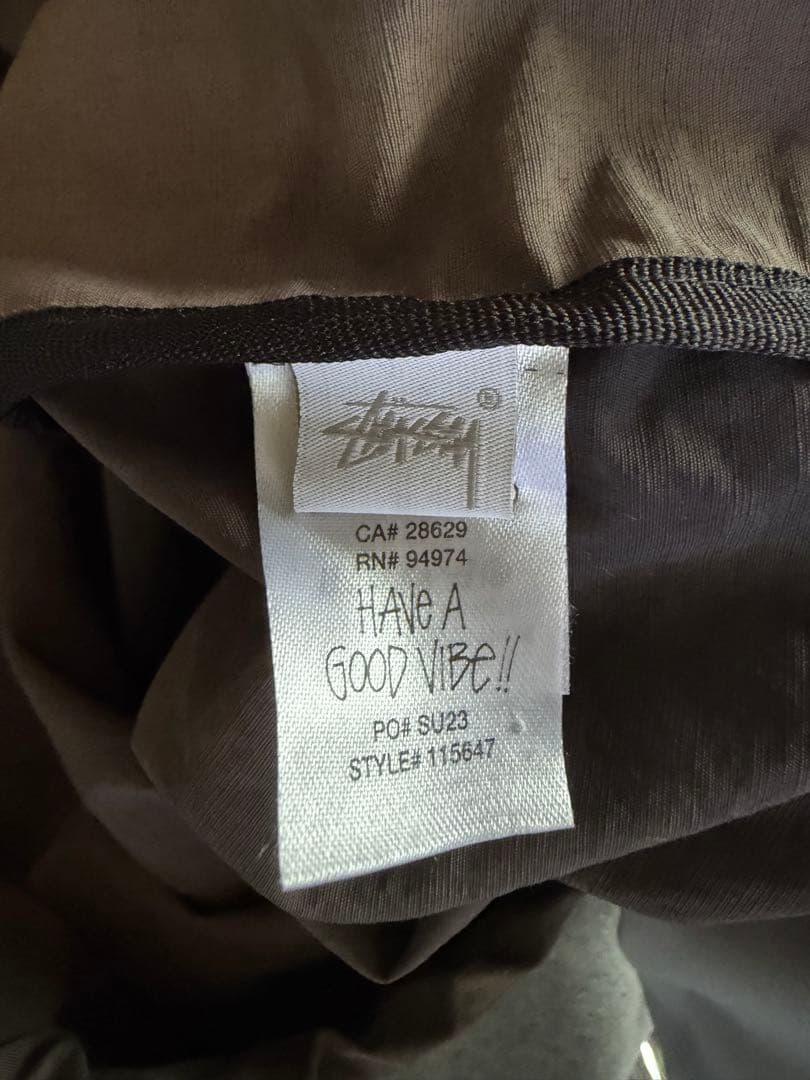 Stüssy ®
CA# 28629
RN# 94974
HAVE A
GOOD VIBE!!
PO# SU23
STYLE# 115647